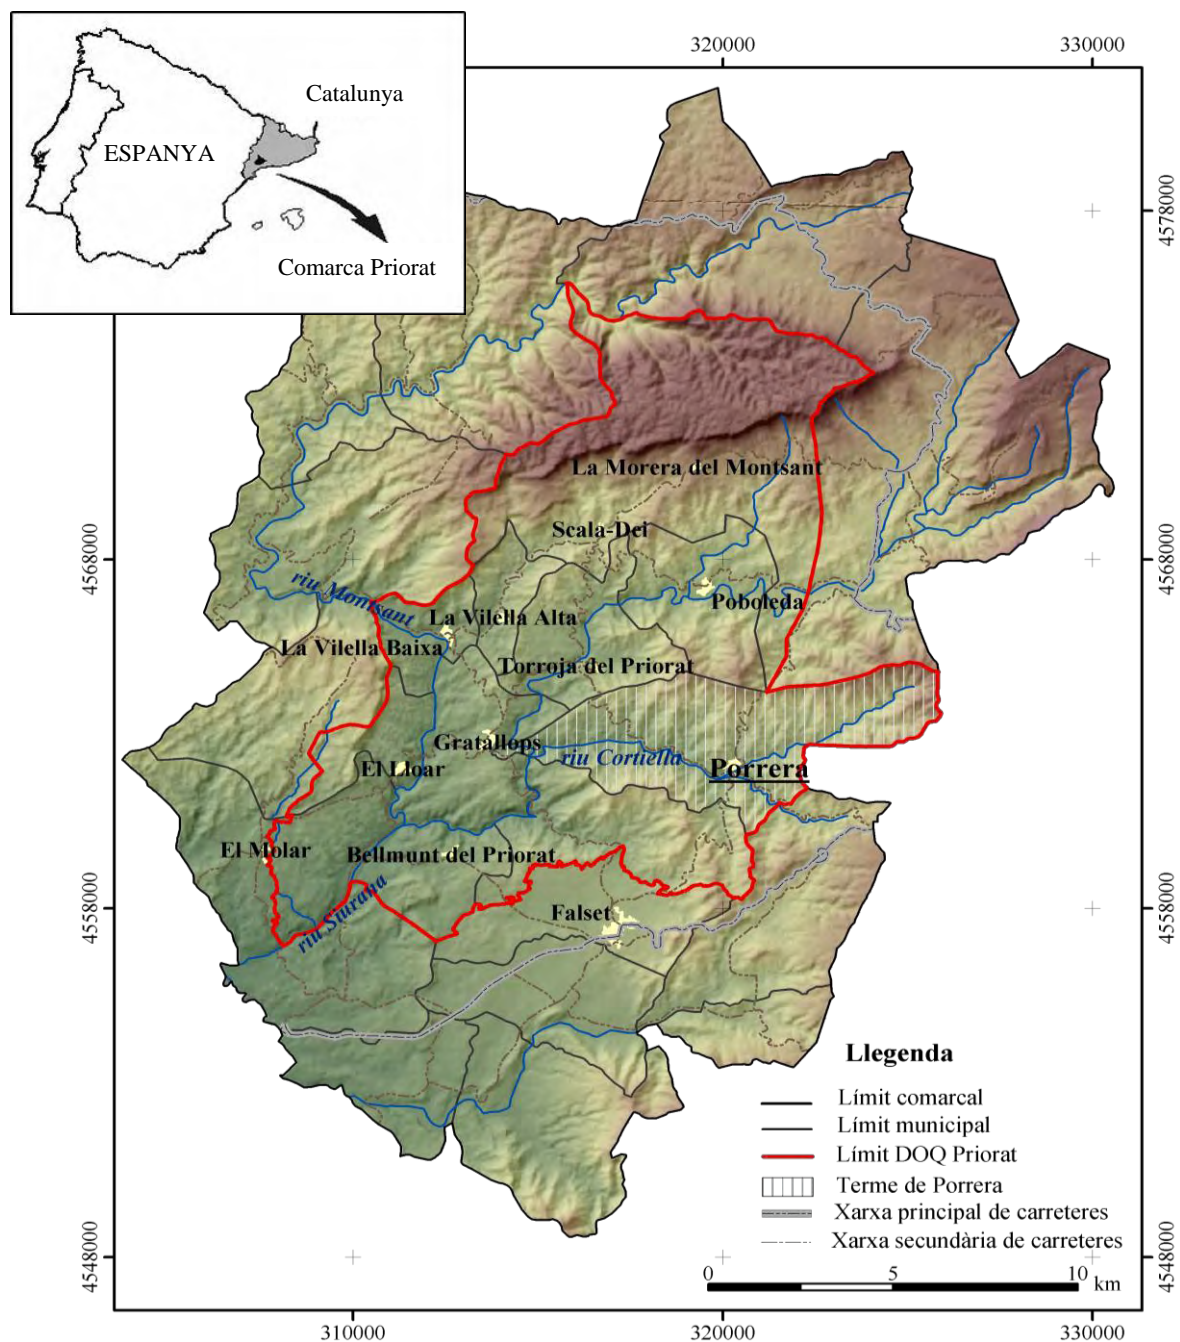 320000
330000
Catalunya
ESPANYA
Comarca Priorat
4578000
4578000
La Morera del Montsant
Scala-Dei
4568000
4568000
riu Montsant
Poboleda
La Vilella Alta
La Vilella Baixa
Torroja del Priorat
Gratallops
riu Cortiella
El Lloar
Porrera
El Molar
Bellmunt del Priorat
riu Siurana
Falset
4558000
4558000
Llegenda
Límit comarcal
Límit municipal
Límit DOQ Priorat
Terme de Porrera
Xarxa principal de carreteres
Xarxa secundària de carreteres
0 5 10
km
4548000
4548000
310000
320000
330000